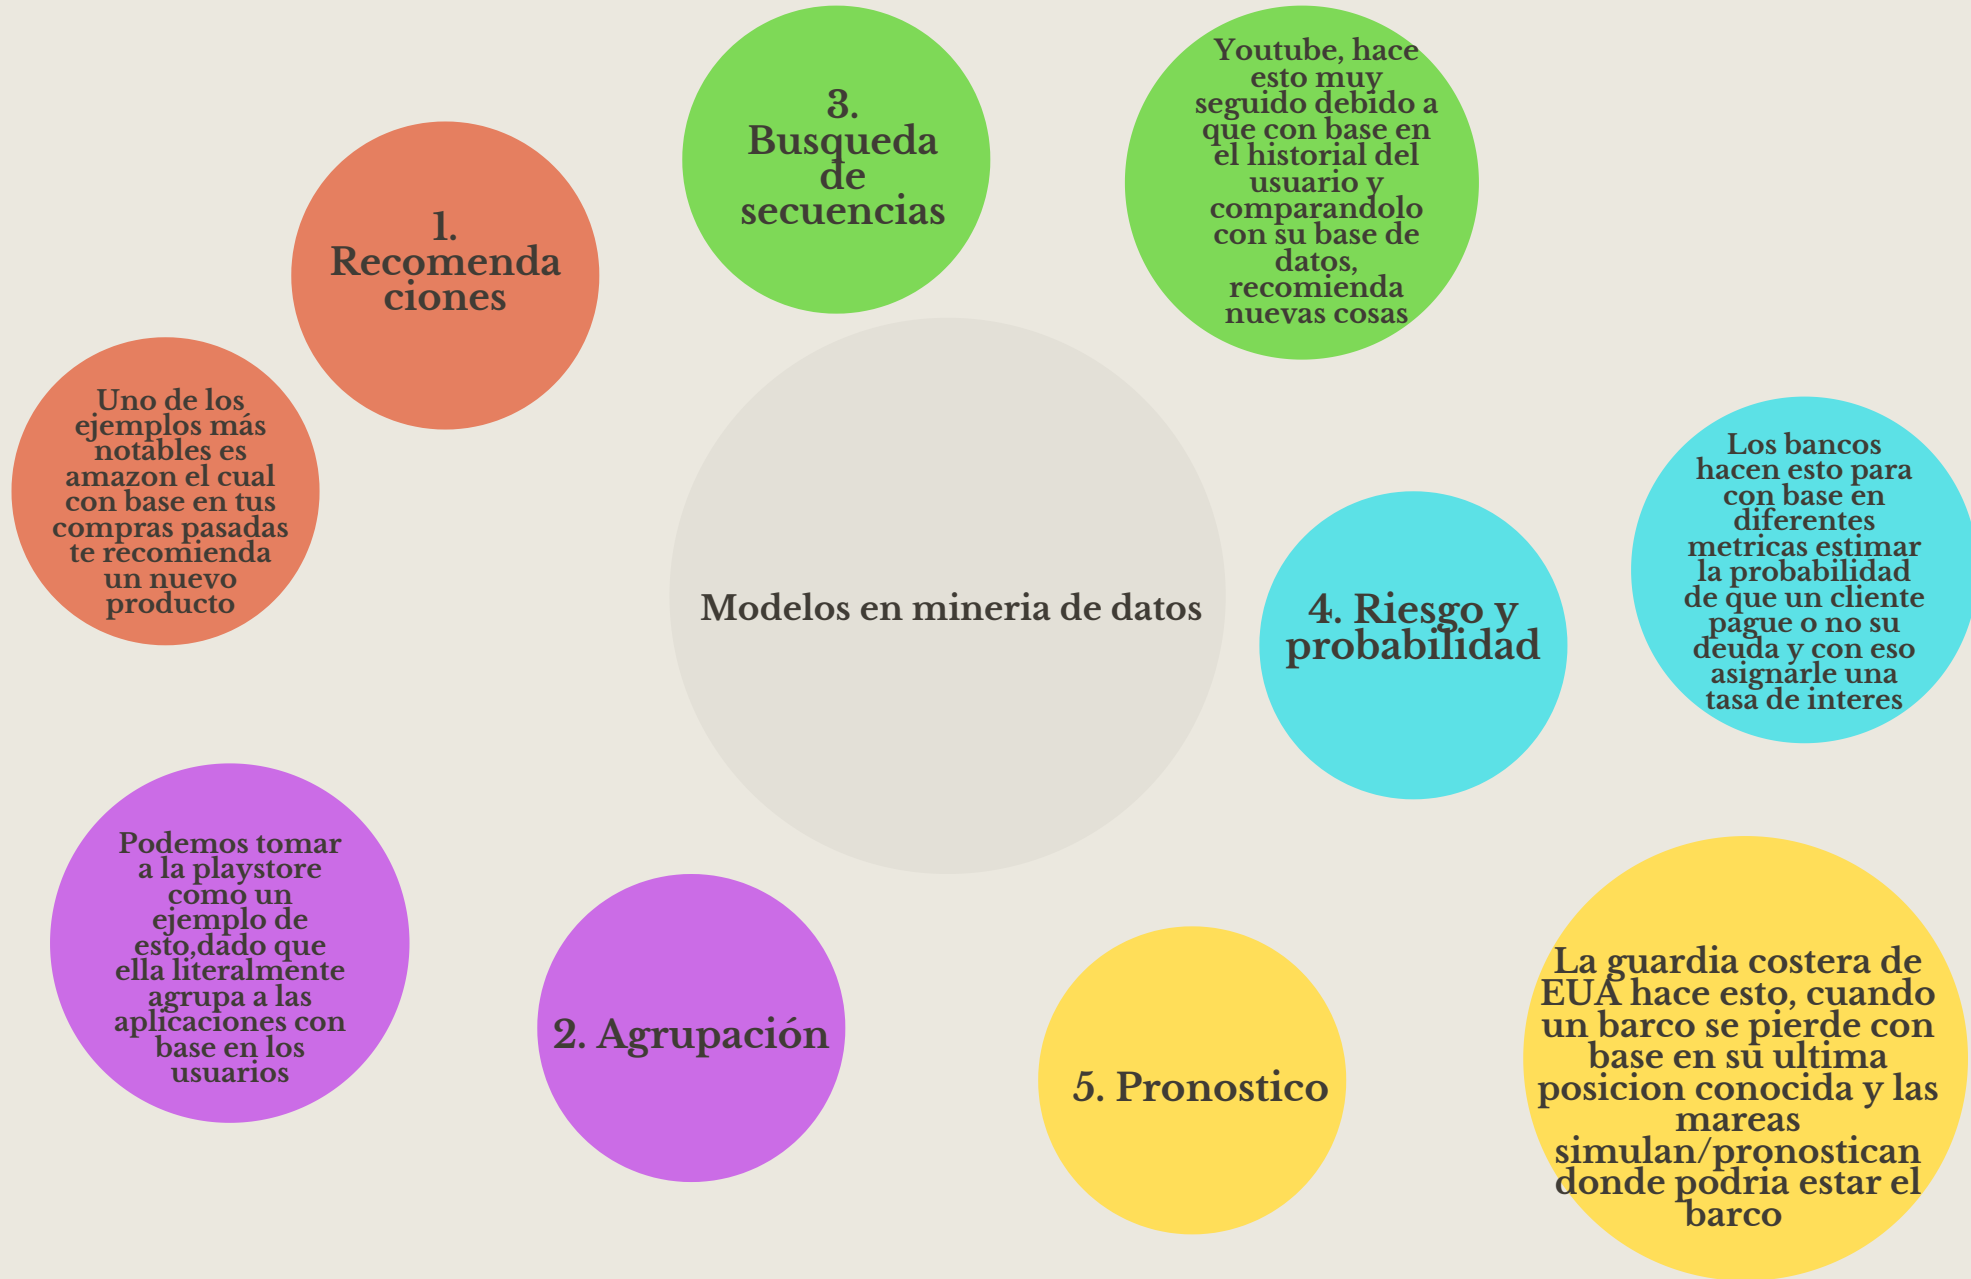 Modelos en mineria de datos
1.
Recomenda
ciones
Uno de los
ejemplos más
notables es
amazon el cual
con base en tus
compras pasadas
te recomienda
un nuevo
producto
2. Agrupación
Podemos tomar
a la playstore
como un
ejemplo de
esto,dado que
ella literalmente
agrupa a las
aplicaciones con
base en los
usuarios
3.
Busqueda
de
secuencias
Youtube, hace
esto muy
seguido debido a
que con base en
el historial del
usuario y
comparandolo
con su base de
datos,
recomienda
nuevas cosas
4. Riesgo y
probabilidad
Los bancos
hacen esto para
con base en
diferentes
metricas estimar
la probabilidad
de que un cliente
pague o no su
deuda y con eso
asignarle una
tasa de interes
5. Pronostico
La guardia costera de
EUA hace esto, cuando
un barco se pierde con
base en su ultima
posicion conocida y las
mareas
simulan/pronostican
donde podria estar el
barco